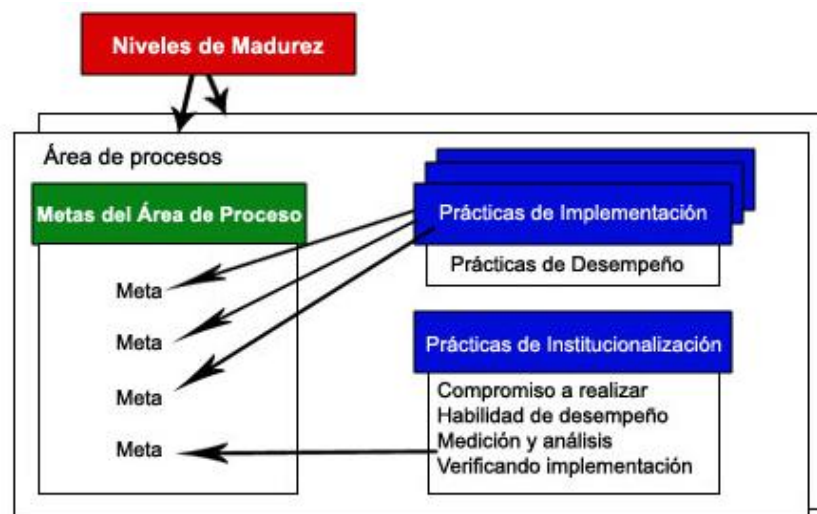 Niveles de Madurez
Área de procesos
Metas del Área de Proceso
Meta
Meta
Meta
Meta
Prácticas de Implementación
Prácticas de Desempeño
Prácticas de Institucionalización
Compromiso a realizar
Habilidad de desempeño
Medición y análisis
Verificando implementación